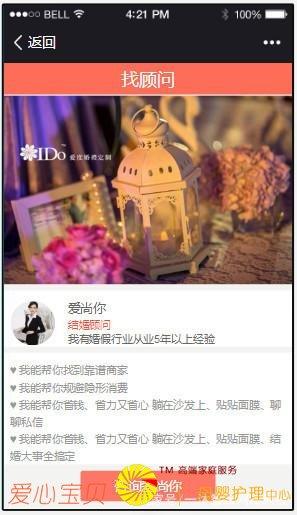 BELL 4:21 PM 100%
返回
找顾问
IDo 爱度婚礼定制
爱尚你
结婚顾问
我有婚假行业从业5年以上经验
♥我能帮你找到靠谱商家
♥我能帮你规避隐形消费
♥我能帮你省钱、省力又省心 躺在沙发上、贴贴面膜、聊
聊私信
♥我能帮你省钱、省力又省心 躺在沙发上、贴贴面膜、结
婚大事全搞定
TM 高端家庭服务
爱心宝贝
尚你
母婴护理中心